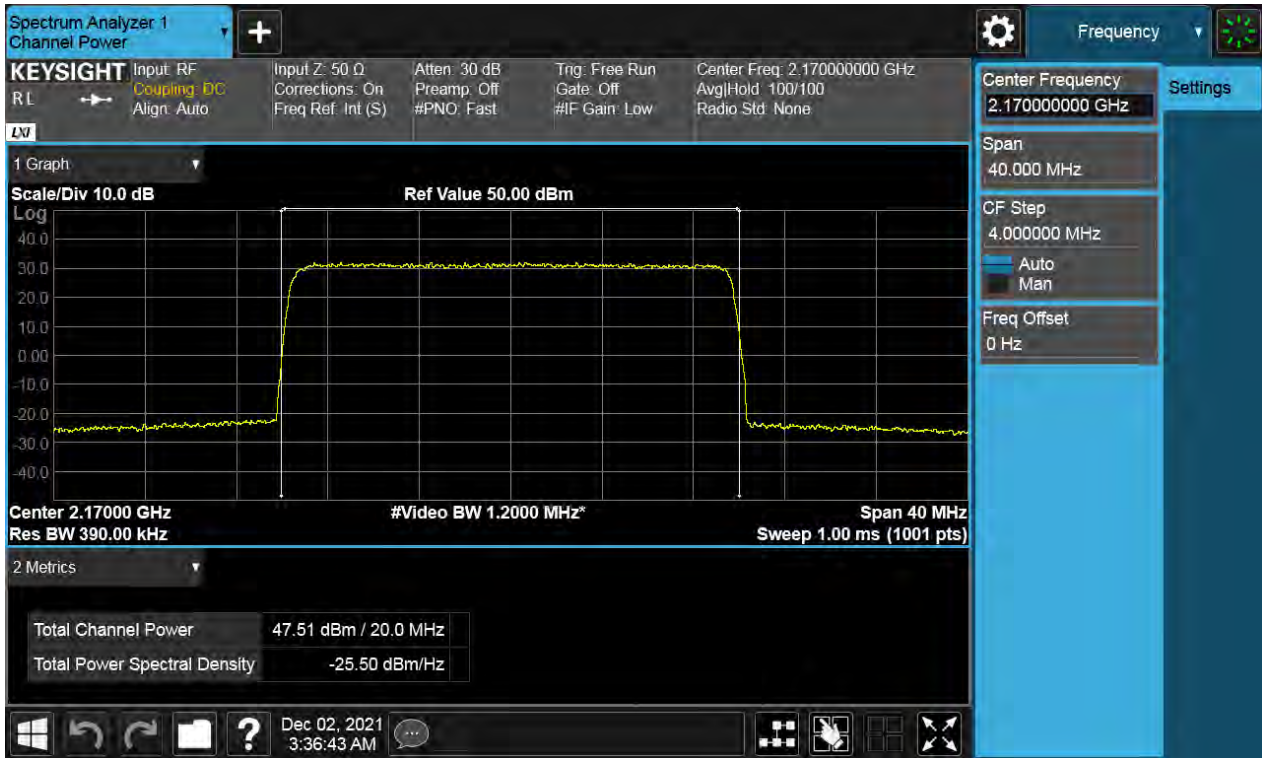 Spectrum Analyzer 1
Channel Power
+
Frequency
KEYSIGHT
RL
LXI
Input: RF
Coupling: DC
Align: Auto
Input Z: 50 Ω
Corrections: On
Freq Ref: Int (S)
Atten: 30 dB
Preamp: Off
#PNO: Fast
Trig: Free Run
Gate: Off
#IF Gain: Low
Center Freq: 2.170000000 GHz
Avg|Hold: 100/100
Radio Std: None
1 Graph
Scale/Div 10.0 dB
Ref Value 50.00 dBm
Log
40.0
30.0
20.0
10.0
0.00
-10.0
-20.0
-30.0
-40.0
Center 2.17000 GHz
#Video BW 1.2000 MHz*
Span 40 MHz
Res BW 390.00 kHz
Sweep 1.00 ms (1001 pts)
2 Metrics
Total Channel Power 47.51 dBm / 20.0 MHz
Total Power Spectral Density -25.50 dBm/Hz
?
Dec 02, 2021
3:36:43 AM
Center Frequency
2.170000000 GHz
Span
40.000 MHz
CF Step
4.000000 MHz
Auto
Man
Freq Offset
0 Hz
Settings